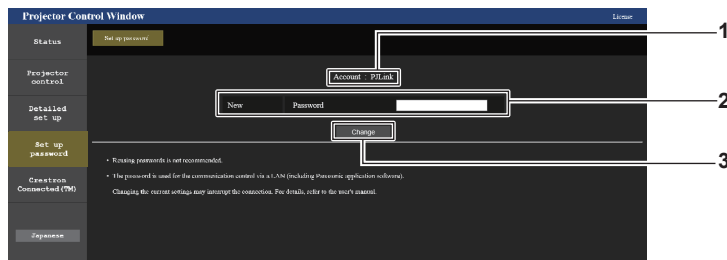 Projector Control Window
License
Status
Set up password
1
Projector
control
Account : PJLink
Detailed
set up
New Password
2
Set up
password
Change
3
• Reusing passwords is not recommended.
Crestron
Connected(TM)
• The password is used for the communication control via a LAN (including Panasonic application software).
Changing the current settings may interrupt the connection. For details, refer to the user's manual.
Japanese